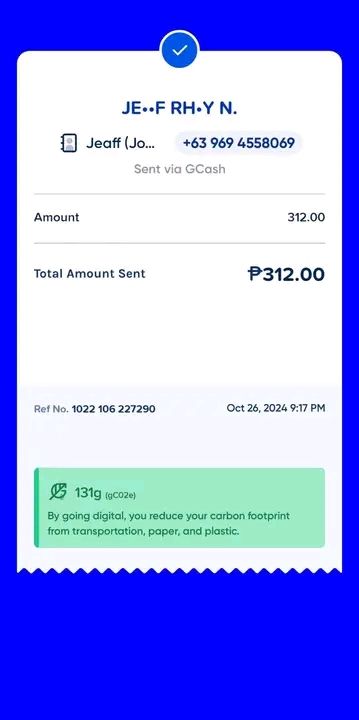 JE••F RH•Y N.
Jeaff (Jo... +63 969 4558069
Sent via GCash
Amount 312.00
Total Amount Sent ₱312.00
Ref No. 1022 106 227290 Oct 26, 2024 9:17 PM
131g (gC02e)
By going digital, you reduce your carbon footprint
from transportation, paper, and plastic.